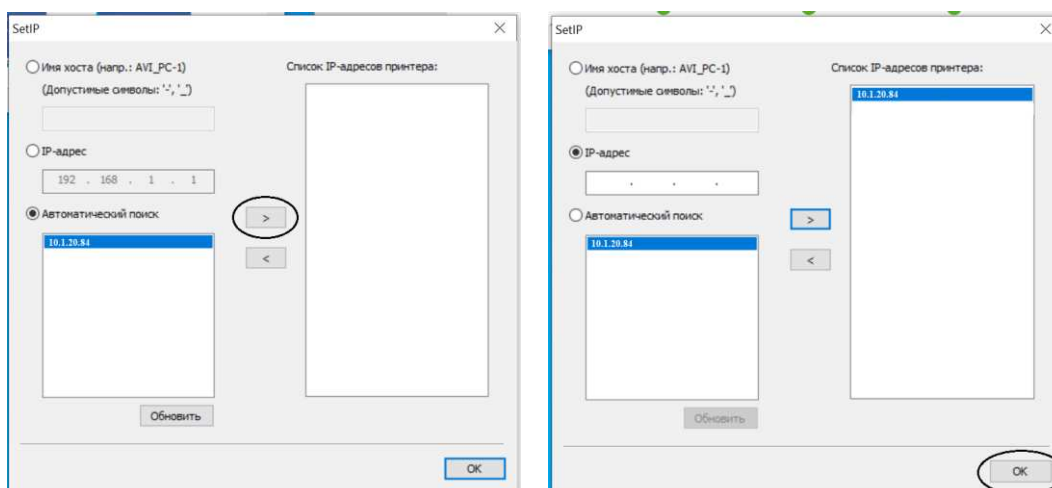 SetIP
Имя хоста (напр.: AVI_PC-1)
(Допустимые символы: '-', '_')
Список IP-адресов принтера:
IP-адрес
192 . 168 . 1 . 1
Автоматический поиск
>
10.1.20.84
<
Обновить
OK
SetIP
Имя хоста (напр.: AVI_PC-1)
(Допустимые символы: '-', '_')
Список IP-адресов принтера:
10.1.20.84
IP-адрес
. . .
Автоматический поиск
>
10.1.20.84
<
Обновить
OK